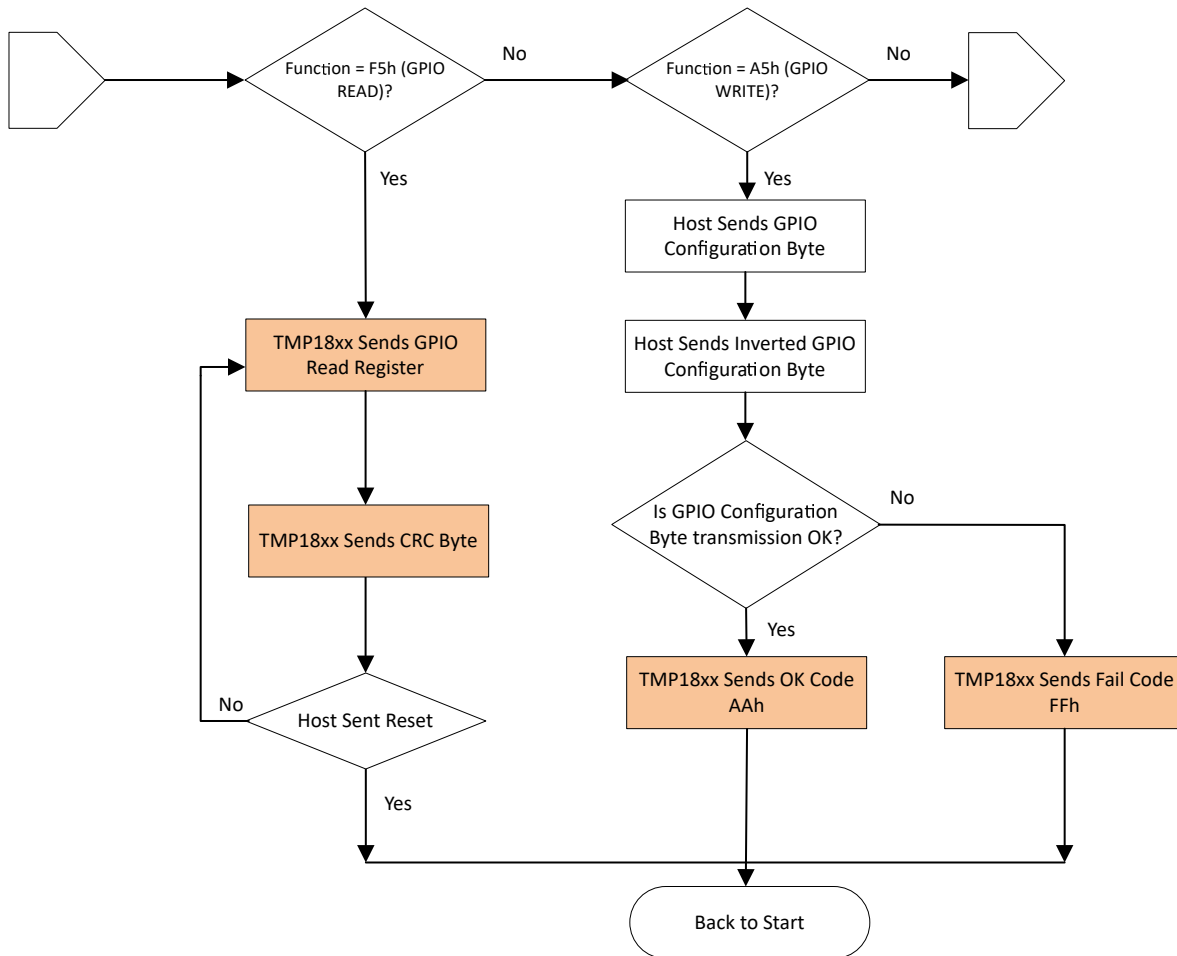 Function = F5h (GPIO
READ)?
No
Function = A5h (GPIO
WRITE)?
No
Yes
Yes
Host Sends GPIO
Configuration Byte
TMP18xx Sends GPIO
Read Register
Host Sends Inverted GPIO
Configuration Byte
TMP18xx Sends CRC Byte
Is GPIO Configuration
Byte transmission OK?
No
Yes
No
Host Sent Reset
TMP18xx Sends OK Code
AAh
TMP18xx Sends Fail Code
FFh
Yes
Back to Start